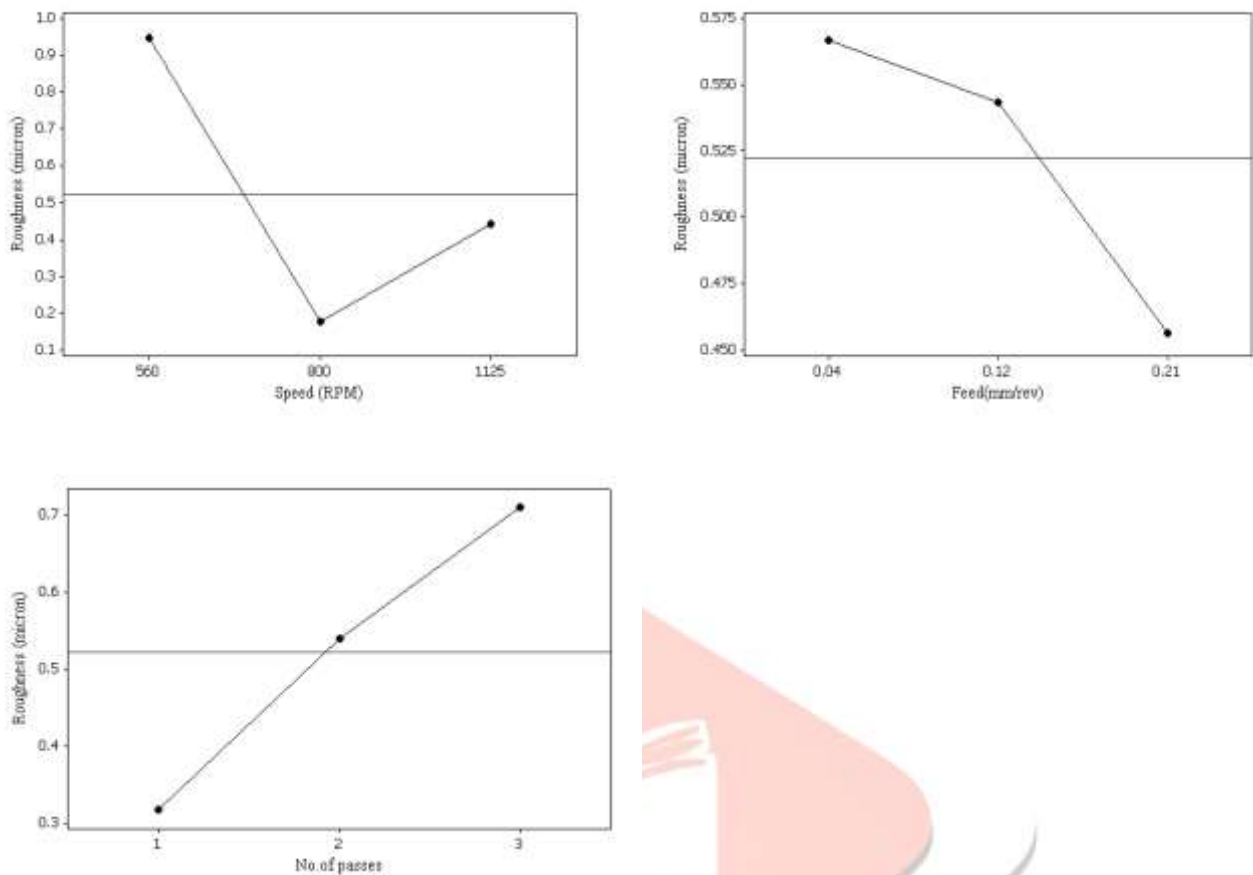 1.0
0.9
0.8
0.7
0.6
0.5
0.4
0.3
0.2
0.1
Roughness (micron)
560 800 1125
Speed (RPM)
0.575
0.550
0.525
0.500
0.475
0.450
Roughness (micron)
0.04 0.12 0.21
Feed(mm/rev)
0.7
0.6
0.5
0.4
0.3
Roughness (micron)
1 2 3
No.of passes